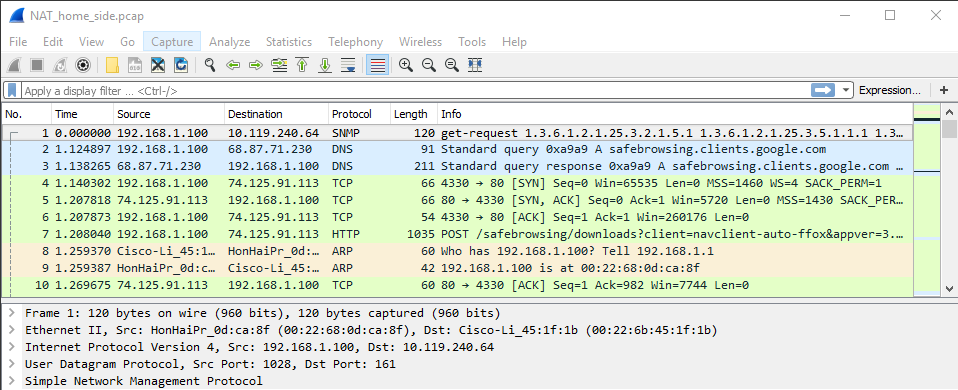 NAT_home_side.pcap
File Edit View Go Capture Analyze Statistics Telephony Wireless Tools Help
Apply a display filter ... <Ctrl-/> Expression... +
No. Time Source Destination Protocol Length Info
1 0.000000 192.168.1.100 10.119.240.64 SNMP 120 get-request 1.3.6.1.2.1.25.3.2.1.5.1 1.3.6.1.2.1.25.3.5.1.1.1 1.3…
2 1.124897 192.168.1.100 68.87.71.230 DNS 91 Standard query 0xa9a9 A safebrowsing.clients.google.com
3 1.138265 68.87.71.230 192.168.1.100 DNS 211 Standard query response 0xa9a9 A safebrowsing.clients.google.com …
4 1.140302 192.168.1.100 74.125.91.113 TCP 66 4330 → 80 [SYN] Seq=0 Win=65535 Len=0 MSS=1460 WS=4 SACK_PERM=1
5 1.207818 74.125.91.113 192.168.1.100 TCP 66 80 → 4330 [SYN, ACK] Seq=0 Ack=1 Win=5720 Len=0 MSS=1430 SACK_PER…
6 1.207873 192.168.1.100 74.125.91.113 TCP 54 4330 → 80 [ACK] Seq=1 Ack=1 Win=260176 Len=0
7 1.208040 192.168.1.100 74.125.91.113 HTTP 1035 POST /safebrowsing/downloads?client=navclient-auto-ffox&appver=3.…
8 1.259370 Cisco-Li_45:1… HonHaiPr_0d:… ARP 60 Who has 192.168.1.100? Tell 192.168.1.1
9 1.259387 HonHaiPr_0d:c… Cisco-Li_45:… ARP 42 192.168.1.100 is at 00:22:68:0d:ca:8f
10 1.269675 74.125.91.113 192.168.1.100 TCP 60 80 → 4330 [ACK] Seq=1 Ack=982 Win=7744 Len=0
Frame 1: 120 bytes on wire (960 bits), 120 bytes captured (960 bits)
Ethernet II, Src: HonHaiPr_0d:ca:8f (00:22:68:0d:ca:8f), Dst: Cisco-Li_45:1f:1b (00:22:6b:45:1f:1b)
Internet Protocol Version 4, Src: 192.168.1.100, Dst: 10.119.240.64
User Datagram Protocol, Src Port: 1028, Dst Port: 161
Simple Network Management Protocol